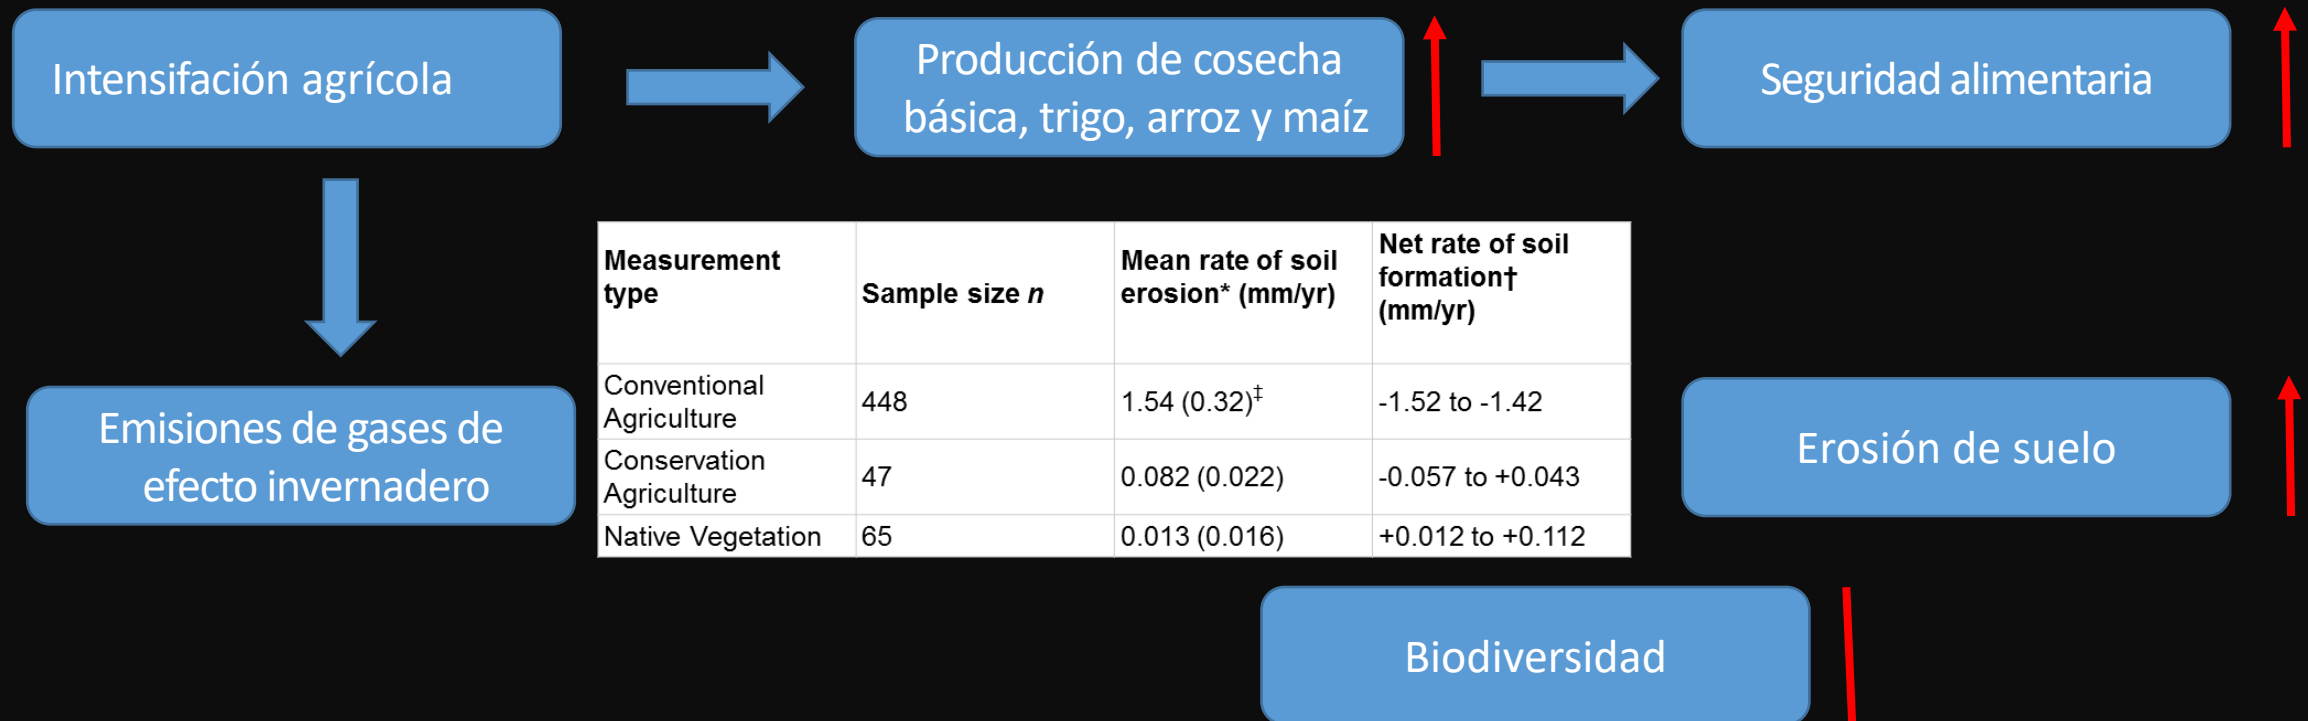 Intensifación agrícola
Producción de cosecha
básica, trigo, arroz y maíz
Seguridad alimentaria
Measurement
type
Sample size n
Mean rate of soil
erosion* (mm/yr)
Net rate of soil
formation†
(mm/yr)
Conventional
Agriculture
448
1.54 (0.32)‡
-1.52 to -1.42
Conservation
Agriculture
47
0.082 (0.022)
-0.057 to +0.043
Native Vegetation
65
0.013 (0.016)
+0.012 to +0.112
Emisiones de gases de
efecto invernadero
Erosión de suelo
Biodiversidad